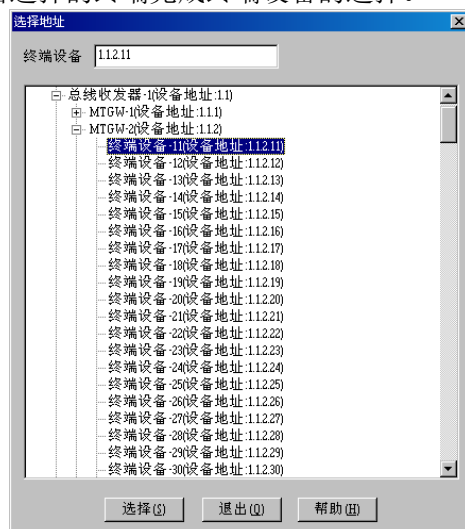 选择的终端完成终端设备的选择。
选择地址
终端设备 1.1.2.11
总线收发器-1(设备地址:1.1)
MTGW-1(设备地址:1.1.1)
MTGW-2(设备地址:1.1.2)
终端设备-11(设备地址:1.1.2.11)
终端设备-12(设备地址:1.1.2.12)
终端设备-13(设备地址:1.1.2.13)
终端设备-14(设备地址:1.1.2.14)
终端设备-15(设备地址:1.1.2.15)
终端设备-16(设备地址:1.1.2.16)
终端设备-17(设备地址:1.1.2.17)
终端设备-18(设备地址:1.1.2.18)
终端设备-19(设备地址:1.1.2.19)
终端设备-20(设备地址:1.1.2.20)
终端设备-21(设备地址:1.1.2.21)
终端设备-22(设备地址:1.1.2.22)
终端设备-23(设备地址:1.1.2.23)
终端设备-24(设备地址:1.1.2.24)
终端设备-25(设备地址:1.1.2.25)
终端设备-26(设备地址:1.1.2.26)
终端设备-27(设备地址:1.1.2.27)
终端设备-28(设备地址:1.1.2.28)
终端设备-29(设备地址:1.1.2.29)
终端设备-30(设备地址:1.1.2.30)
选择(S) 退出(Q) 帮助(H)